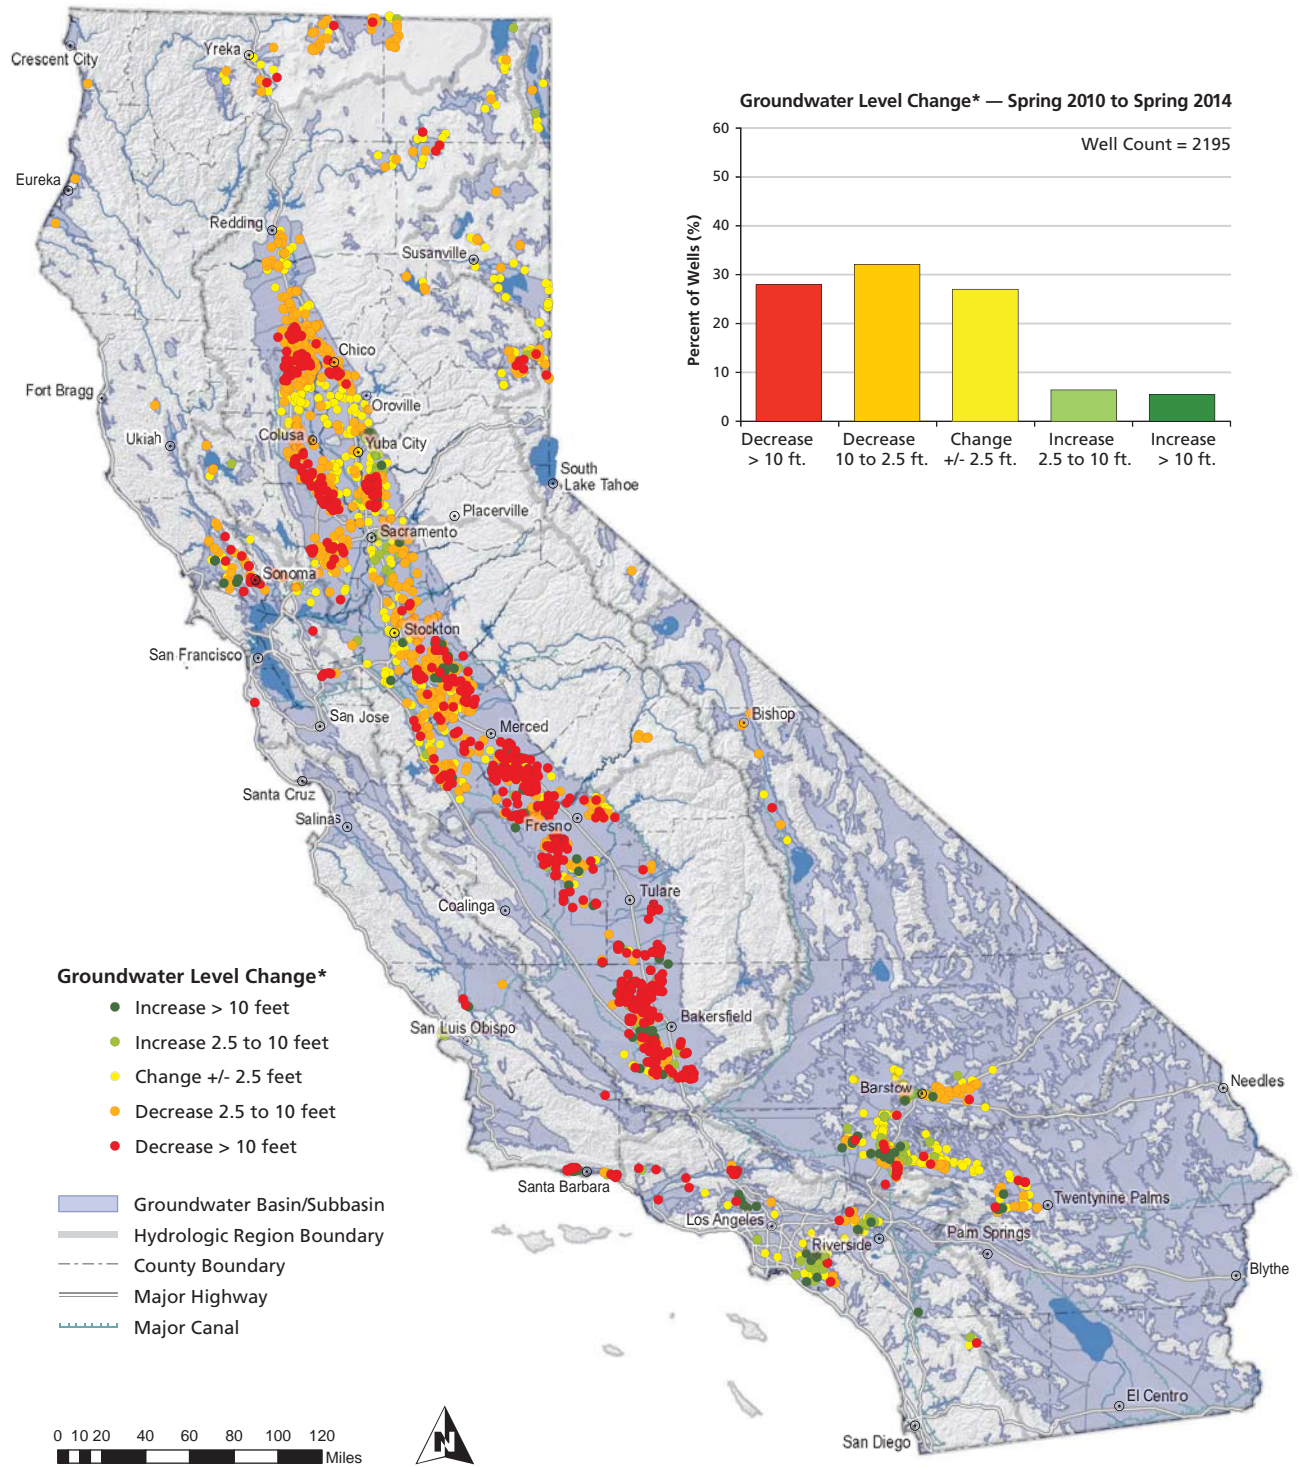 Crescent City
Yreka
Eureka
Redding
Susanville
Chico
Fort Bragg
Oroville
Ukiah
Colusa
Yuba City
South
Lake Tahoe
Placerville
Sacramento
Sonoma
Stockton
San Francisco
San Jose
Merced
Bishop
Santa Cruz
Salinas
Fresno
Tulare
Coalinga
Bakersfield
San Luis Obispo
Barstow
Needles
Santa Barbara
Twentynine Palms
Los Angeles
Palm Springs
Riverside
Blythe
El Centro
San Diego
Groundwater Level Change* — Spring 2010 to Spring 2014
Well Count = 2195
Percent of Wells (%)
60
50
40
30
20
10
0
Decrease
> 10 ft.
Decrease
10 to 2.5 ft.
Change
+/- 2.5 ft.
Increase
2.5 to 10 ft.
Increase
> 10 ft.
Groundwater Level Change*
Increase > 10 feet
Increase 2.5 to 10 feet
Change +/- 2.5 feet
Decrease 2.5 to 10 feet
Decrease > 10 feet
Groundwater Basin/Subbasin
Hydrologic Region Boundary
County Boundary
Major Highway
Major Canal
0 10 20 40 60 80 100 120
Miles
N